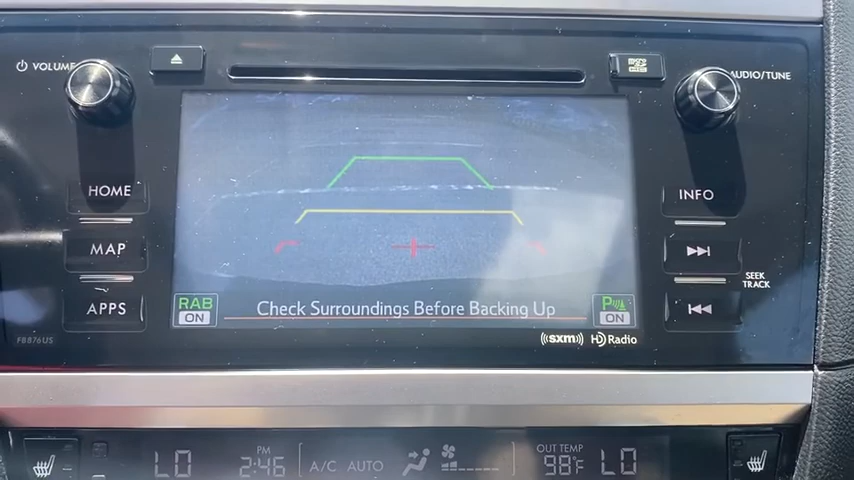 VOLUME
AUDIO/TUNE
HOME
INFO
MAP
APPS
SEEK
TRACK
RAB
ON
Check Surroundings Before Backing Up
P
ON
FB876US
((sxm)) HD Radio
LO
PM
2:46
A/C AUTO
OUT TEMP
98°F
LO